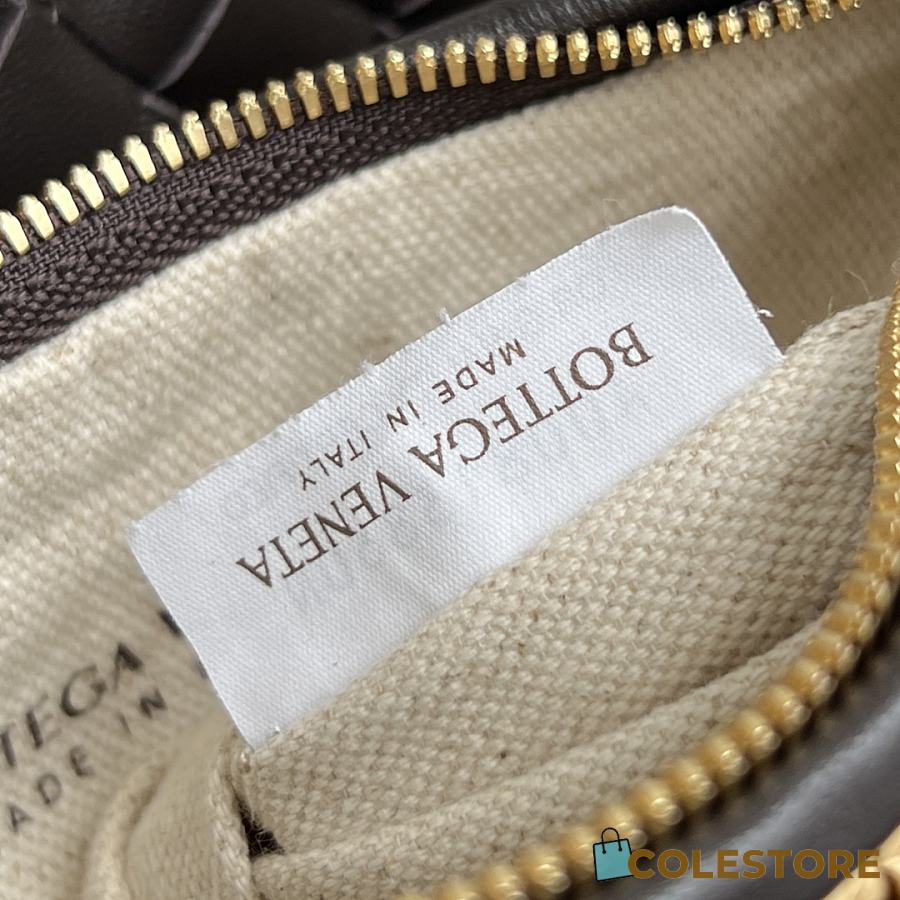 BOTTEGA VENETA
MADE IN ITALY
TEGA
ADE IN
COLESTORE